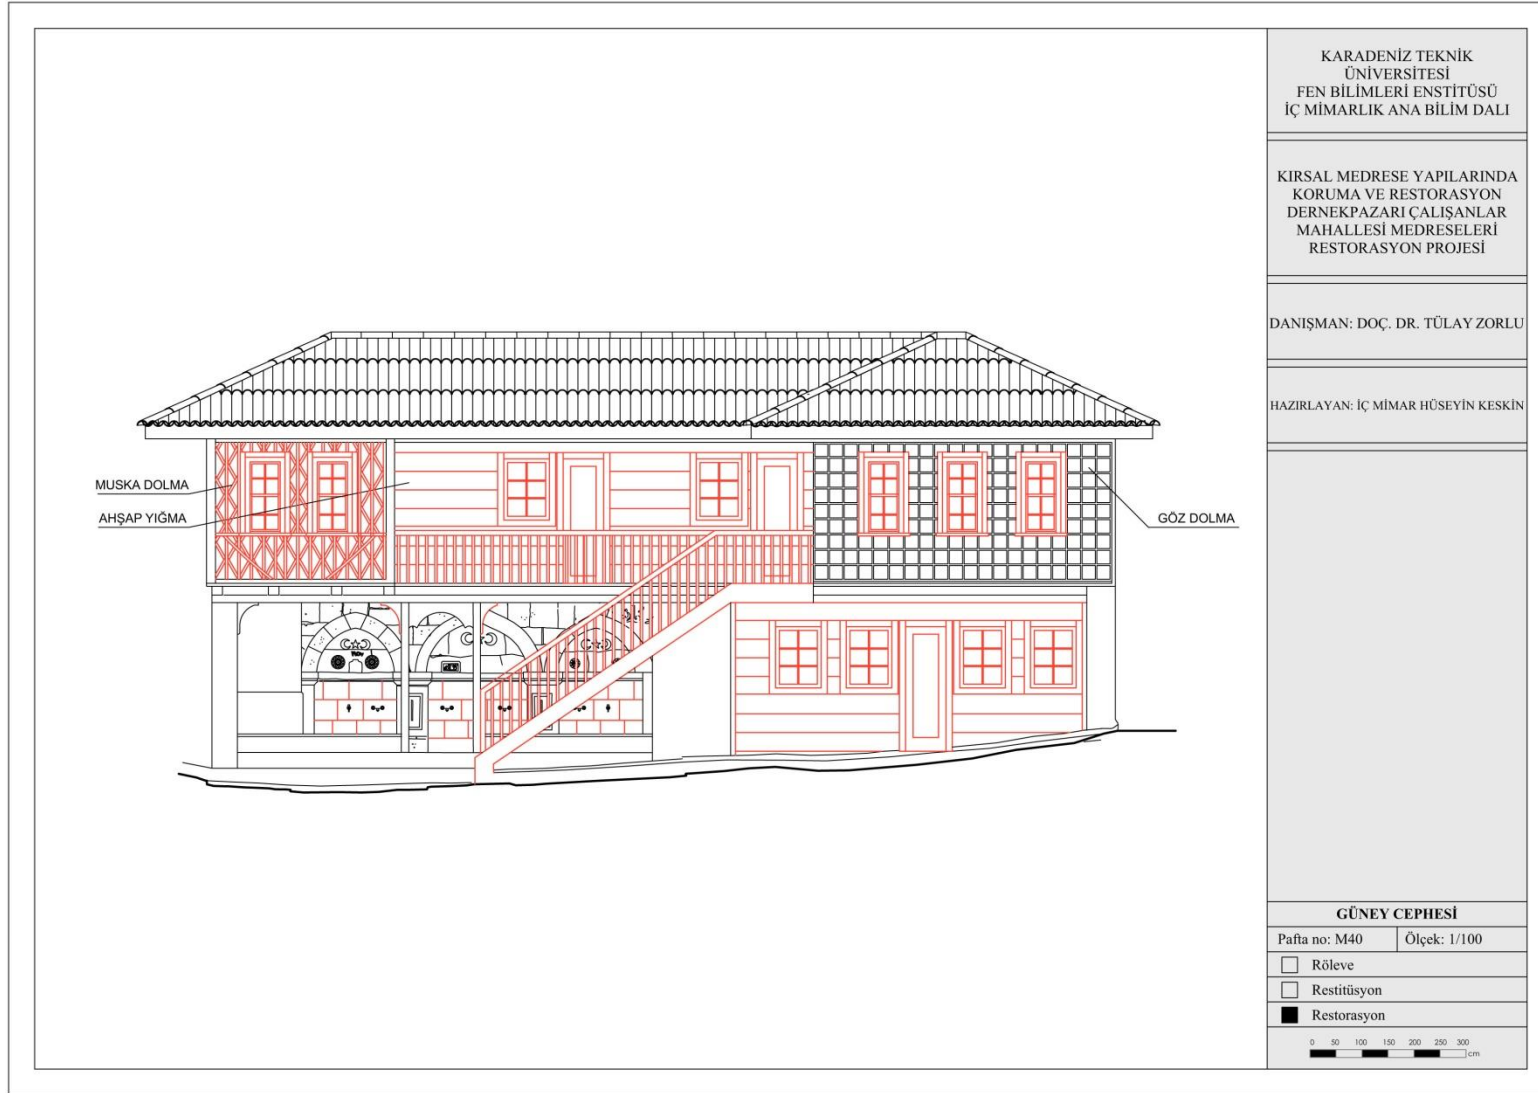 KARADENİZ TEKNİK
ÜNİVERSİTESİ
FEN BİLİMLERİ ENSTİTÜSÜ
İÇ MİMARLIK ANA BİLİM DALI
KIRSAL MEDRESE YAPILARINDA
KORUMA VE RESTORASYON
DERNEKPAZARI ÇALIŞANLAR
MAHALLESİ MEDRESELERİ
RESTORASYON PROJESİ
DANIŞMAN: DOÇ. DR. TÜLAY ZORLU
HAZIRLAYAN: İÇ MİMAR HÜSEYİN KESKİN
MUSKA DOLMA
AHŞAP YIĞMA
GÖZ DOLMA
GÜNEY CEPHESİ
Pafta no: M40 Ölçek: 1/100
Röleve
Restitüsyon
Restorasyon
0 50 100 150 200 250 300
cm